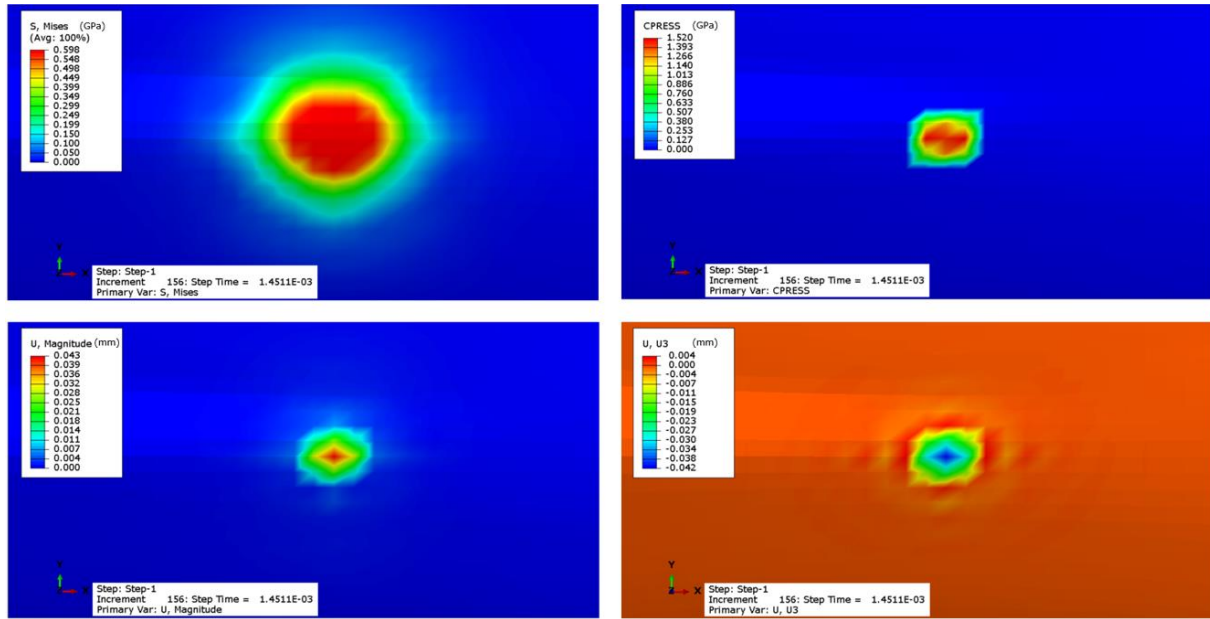 S, Mises (GPa)
(Avg: 100%)
0.598
0.548
0.498
0.449
0.399
0.349
0.299
0.249
0.199
0.150
0.100
0.050
0.000
Y
X
Step: Step-1
Increment 156: Step Time = 1.4511E-03
Primary Var: S, Mises
CPRESS (GPa)
1.520
1.393
1.266
1.140
1.013
0.886
0.760
0.633
0.507
0.380
0.253
0.127
0.000
Y
X
Step: Step-1
Increment 156: Step Time = 1.4511E-03
Primary Var: CPRESS
U, Magnitude (mm)
0.043
0.039
0.036
0.032
0.028
0.025
0.021
0.018
0.014
0.011
0.007
0.004
0.000
Y
X
Step: Step-1
Increment 156: Step Time = 1.4511E-03
Primary Var: U, Magnitude
U, U3 (mm)
0.004
0.000
-0.004
-0.007
-0.011
-0.015
-0.019
-0.023
-0.027
-0.030
-0.034
-0.038
-0.042
Y
Z X
Step: Step-1
Increment 156: Step Time = 1.4511E-03
Primary Var: U, U3